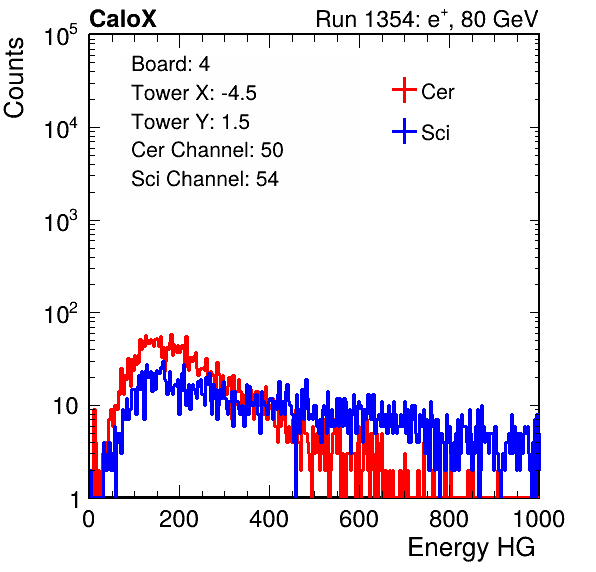 CaloX Run 1354: e⁺, 80 GeV
Counts
Board: 4
Tower X: -4.5
Tower Y: 1.5
Cer Channel: 50
Sci Channel: 54
Cer
Sci
10⁵
10⁴
10³
10²
10
1
0 200 400 600 800 1000
Energy HG